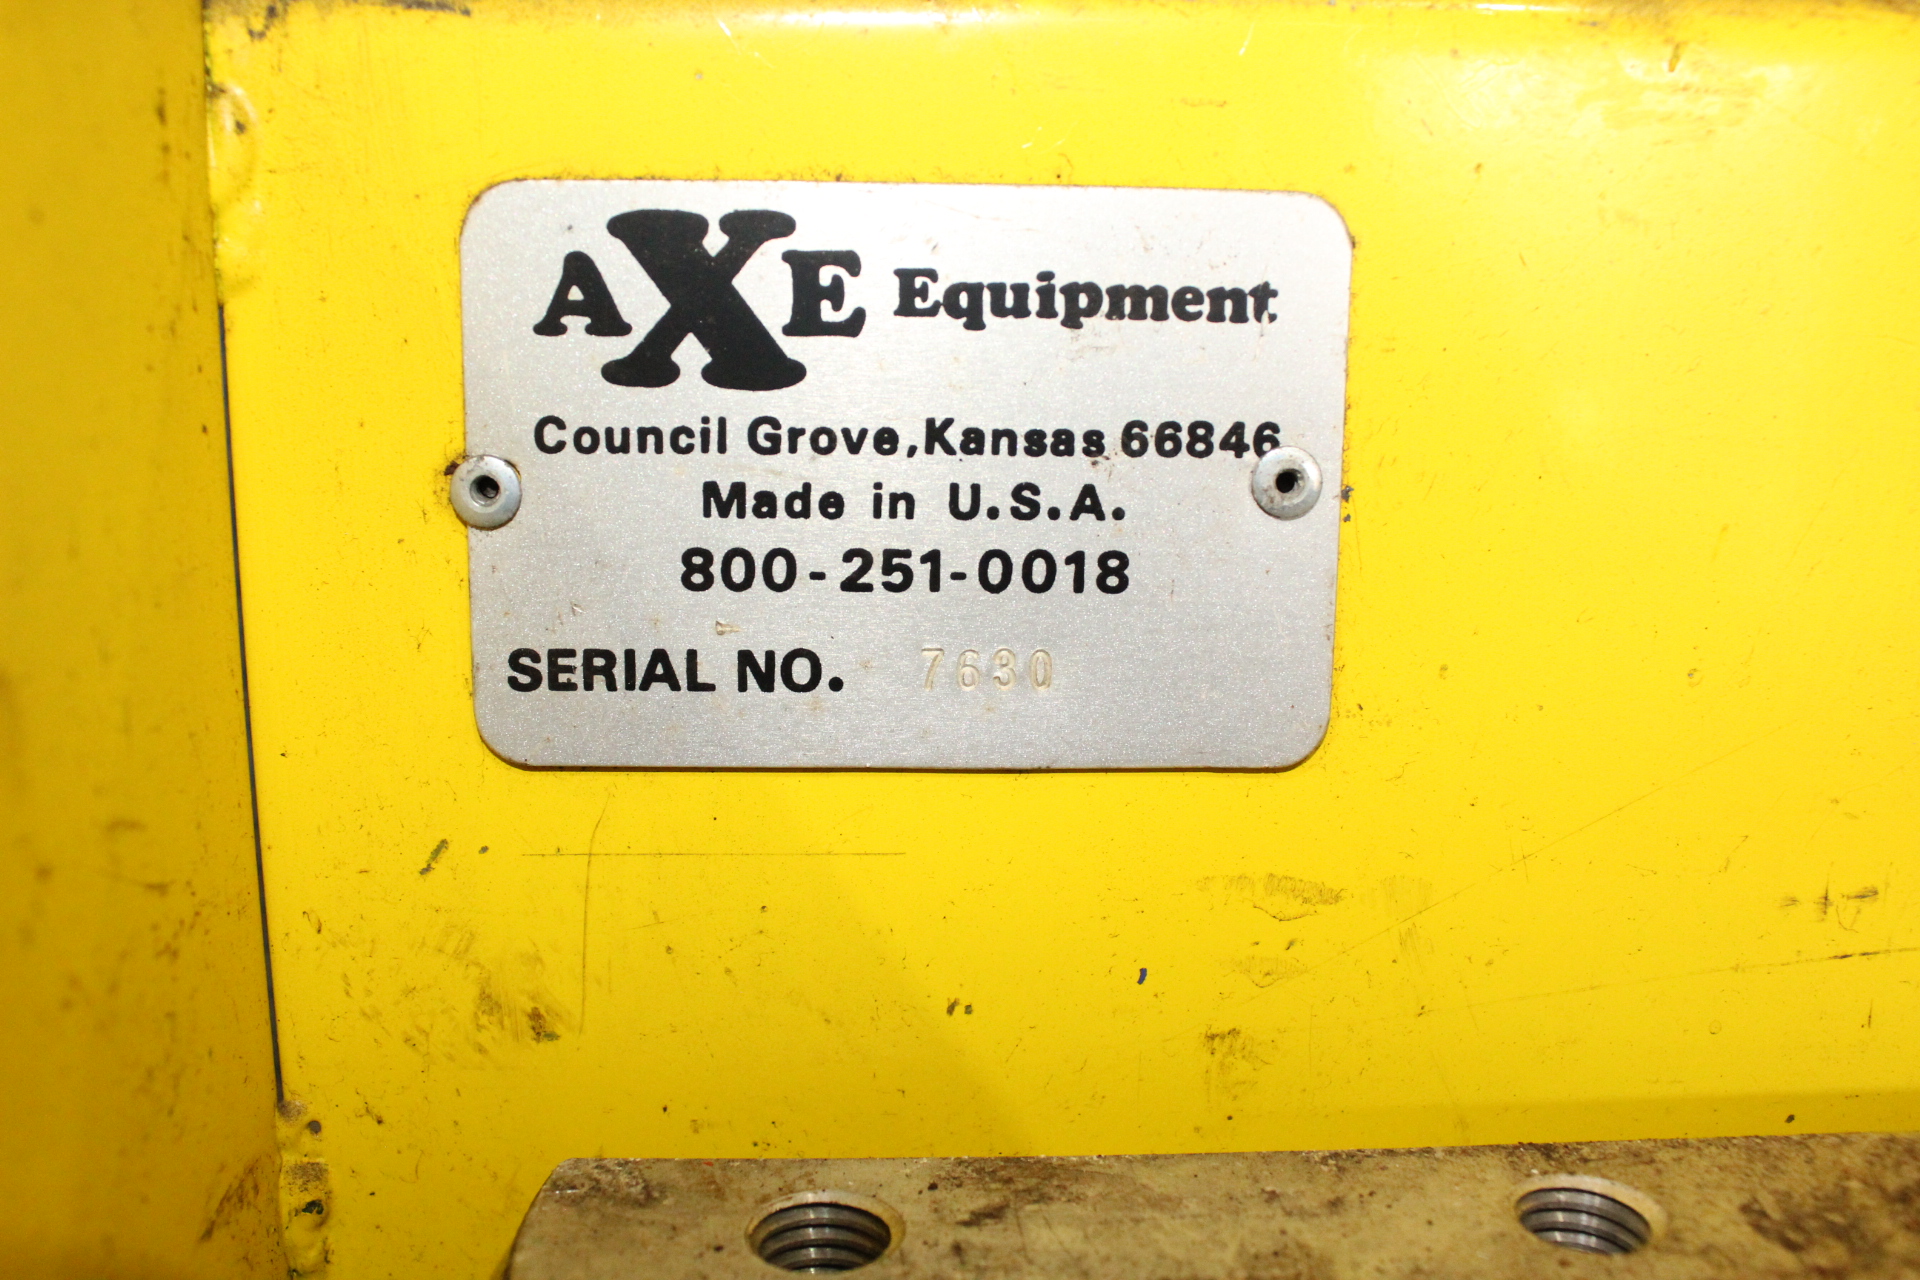 AXE Equipment
Council Grove, Kansas 66846
Made in U.S.A.
800-251-0018
SERIAL NO. 7630